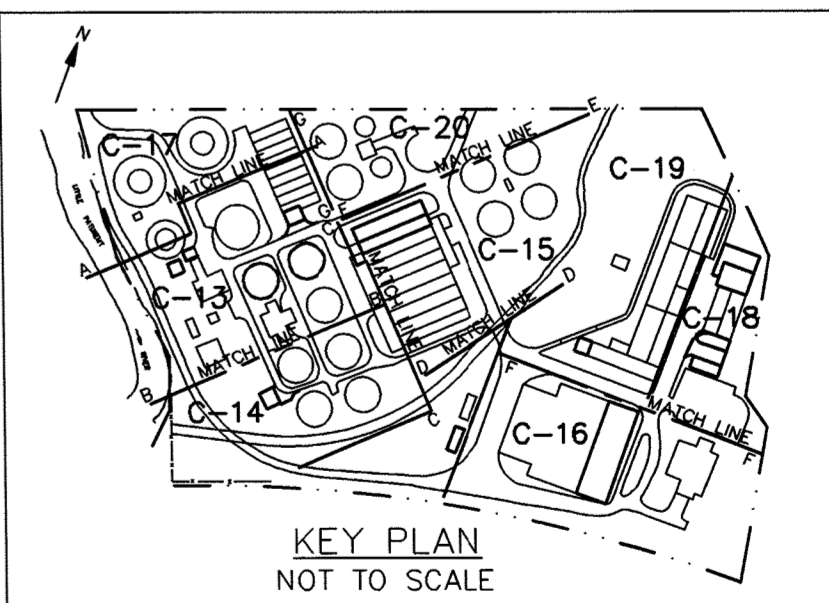 N
C-17
G
C-20
E
A
MATCH LINE
MATCH LINE
C-19
G
E
C
C-15
A
C-13
MATCH LINE
B
D
C-18
MATCH LINE
D
MATCH LINE
F
B
C-14
C
C-16
MATCH LINE
F
RIVER
KEY PLAN
NOT TO SCALE